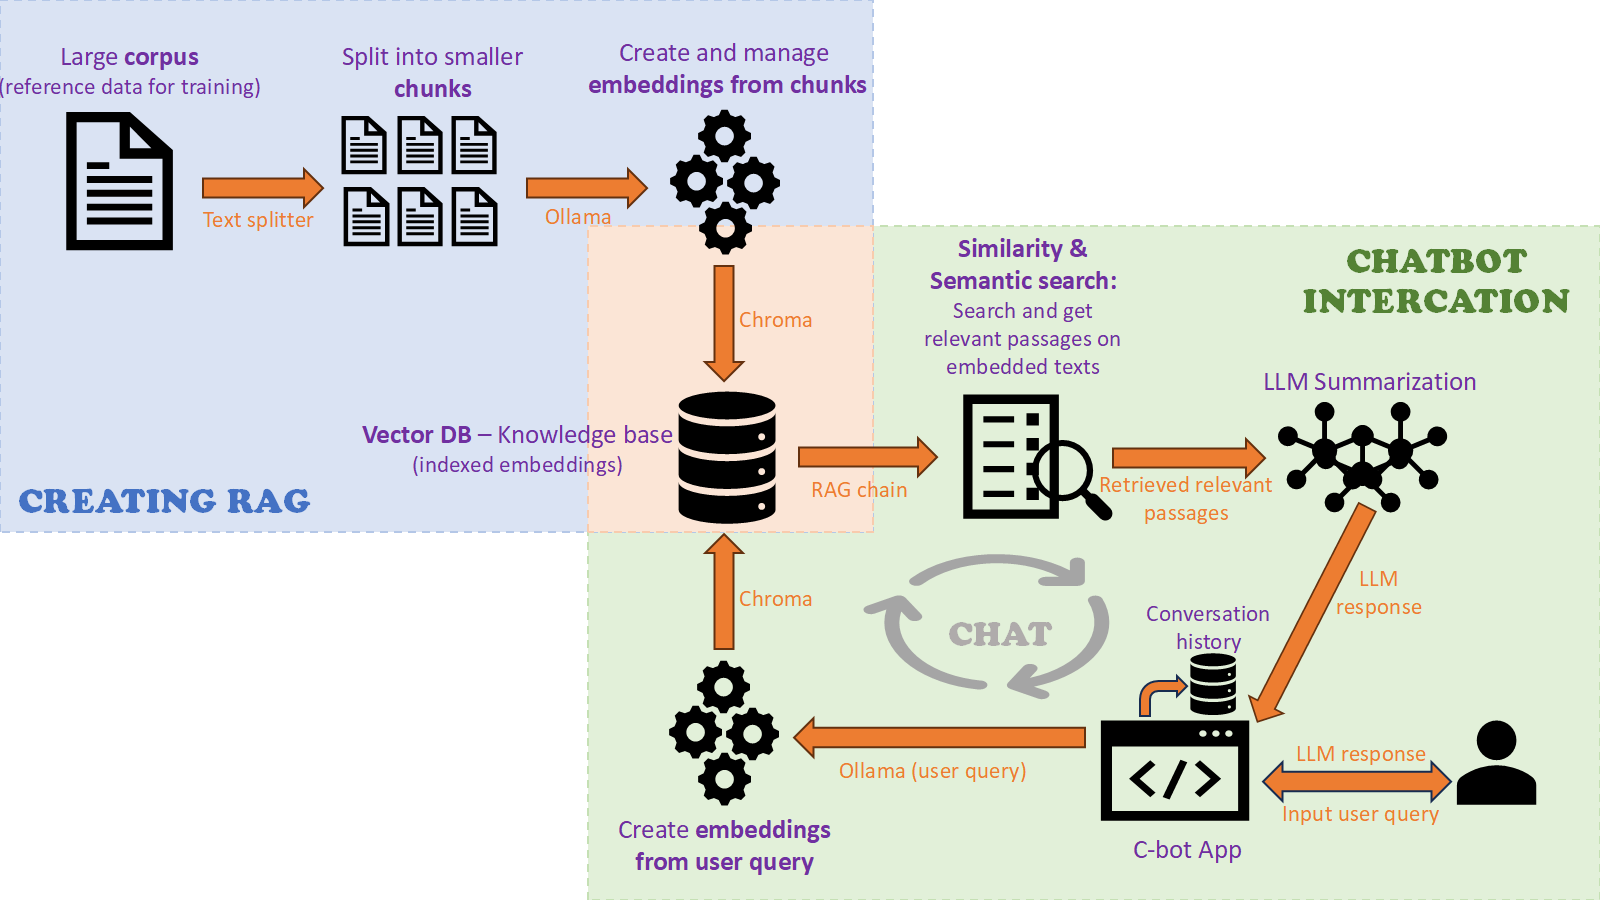 Large corpus
(reference data for training)
Text splitter
Split into smaller
chunks
Ollama
Create and manage
embeddings from chunks
Chroma
Vector DB – Knowledge base
(indexed embeddings)
CREATING RAG
RAG chain
Similarity &
Semantic search:
Search and get
relevant passages on
embedded texts
CHATBOT
INTERCATION
Retrieved relevant
passages
LLM Summarization
LLM
response
CHAT
Conversation
history
Chroma
Ollama (user query)
Create embeddings
from user query
</>
C-bot App
LLM response
Input user query